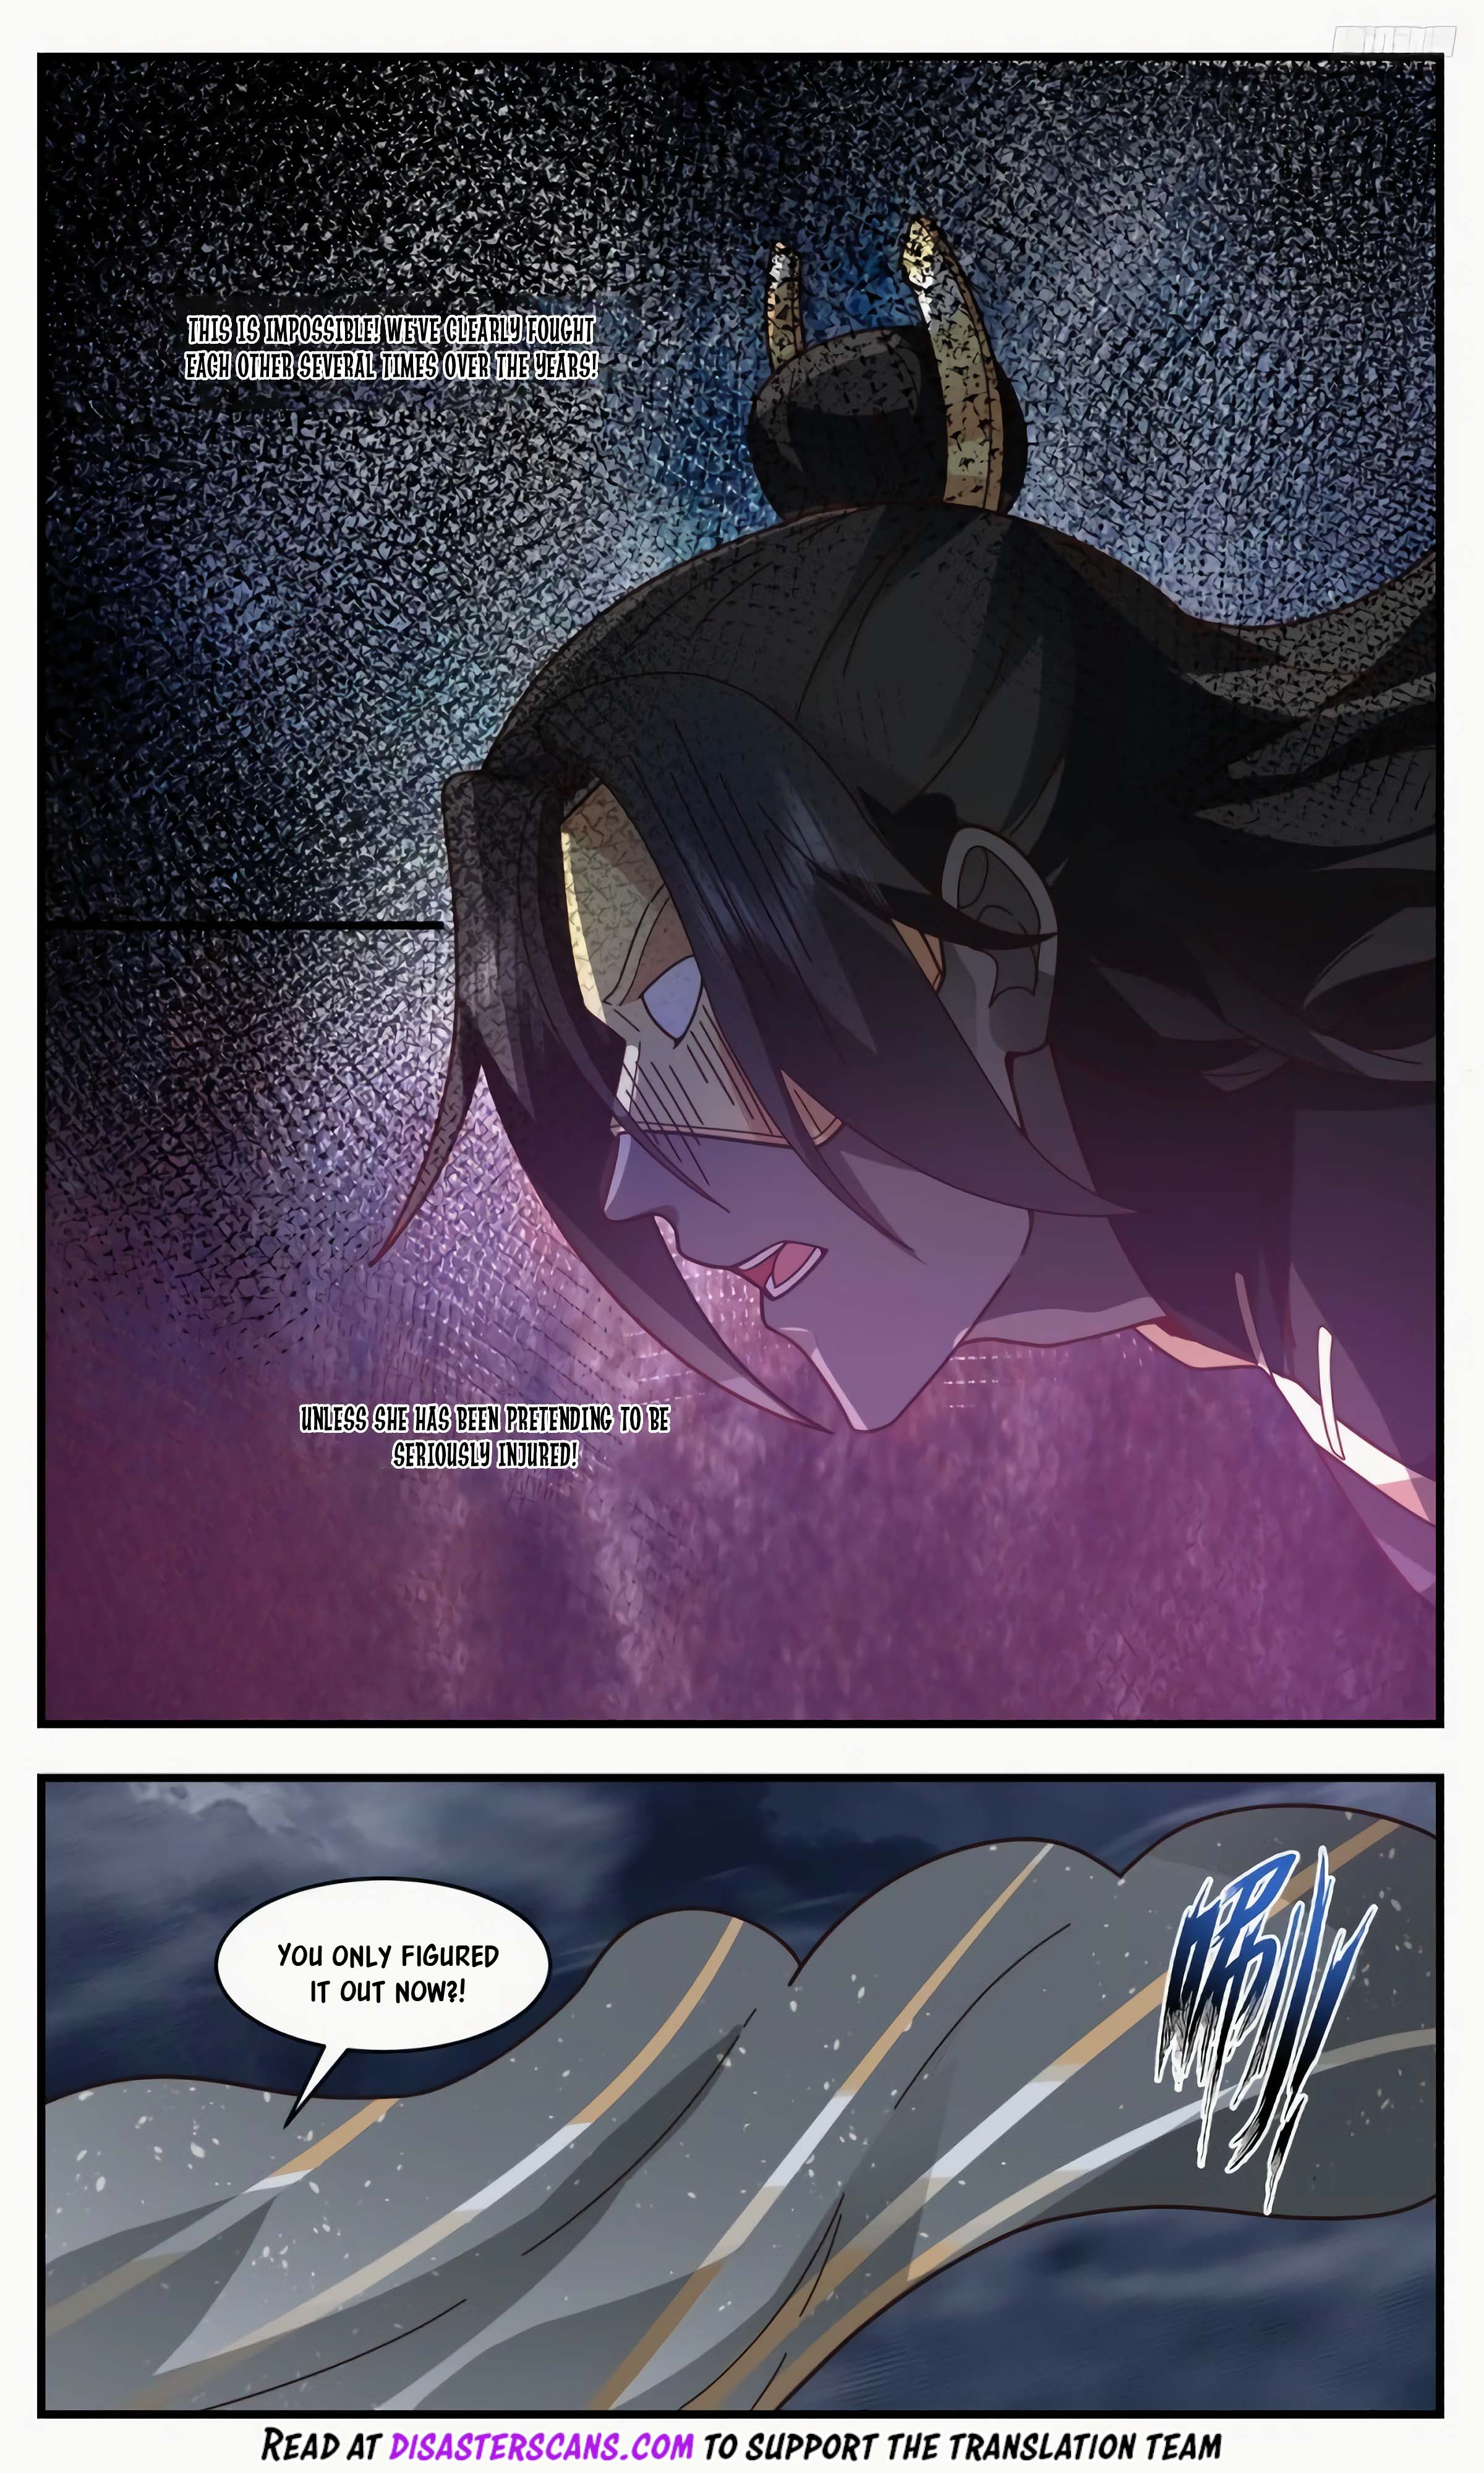 THIS IS IMPOSSIBLE! WE'VE CLEARLY FOUGHT
EACH OTHER SEVERAL TIMES OVER THE YEARS!
UNLESS SHE HAS BEEN PRETENDING TO BE
SERIOUSLY INJURED!
YOU ONLY FIGURED
IT OUT NOW?!
READ AT DISASTERSCANS.COM TO SUPPORT THE TRANSLATION TEAM